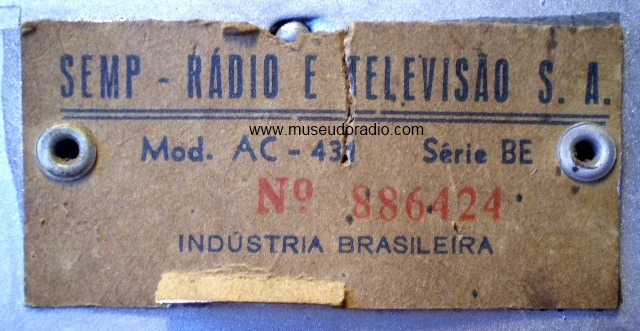 SEMP - RÁDIO E TELEVISÃO S. A.
www.museudoradio.com
Mod. AC - 431 Série BE
Nº 886424
INDÚSTRIA BRASILEIRA